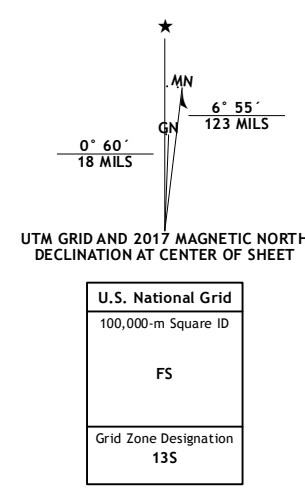 MN
GN
6° 55´
123 MILS
0° 60´
18 MILS
UTM GRID AND 2017 MAGNETIC NORTH
DECLINATION AT CENTER OF SHEET
U.S. National Grid
100,000-m Square ID
FS
Grid Zone Designation
13S